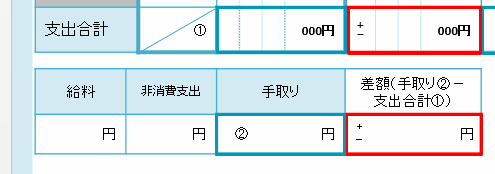 支出合計 ① 000円 ± 000円
給料 非消費支出 手取り 差額(手取り②－
支出合計①)
円 円 ② 円 ± 円